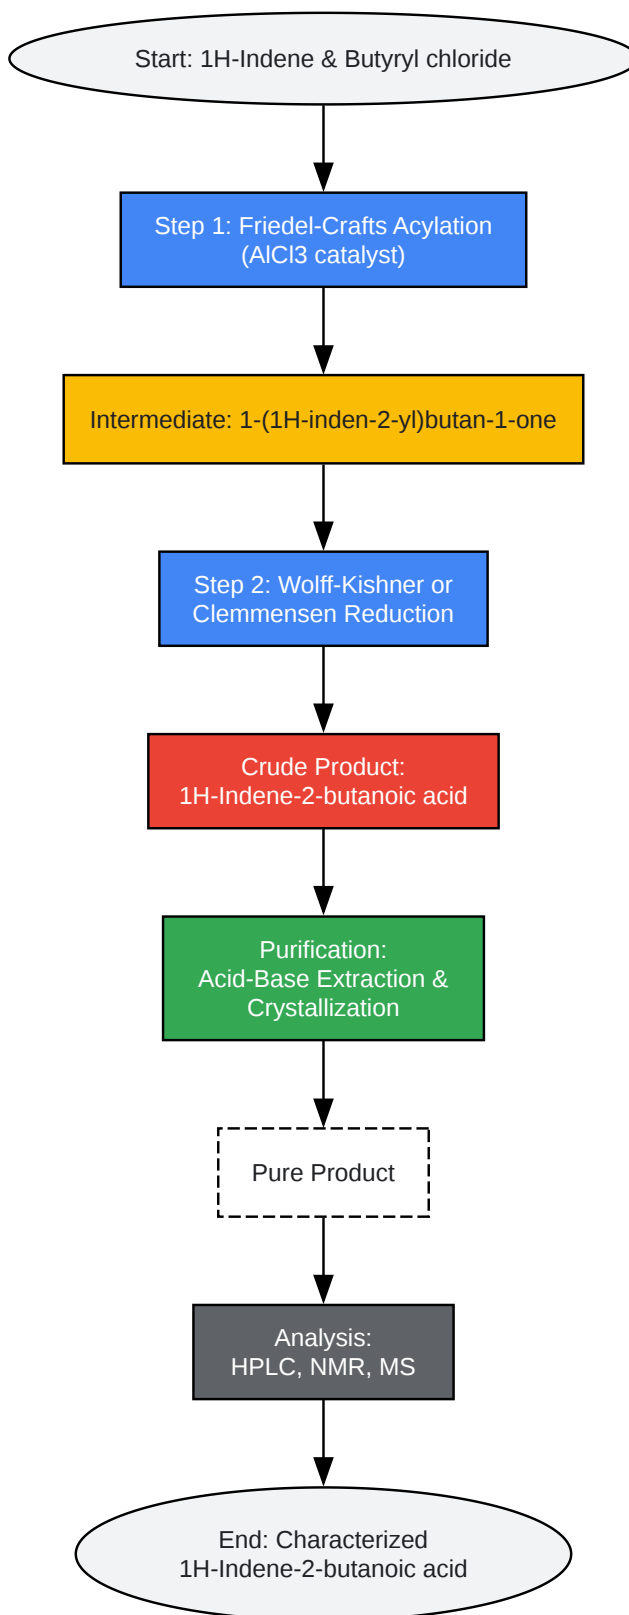 Start: 1H-Indene & Butyryl chloride
Step 1: Friedel-Crafts Acylation
(AlCl3 catalyst)
Intermediate: 1-(1H-inden-2-yl)butan-1-one
Step 2: Wolff-Kishner or
Clemmensen Reduction
Crude Product:
1H-Indene-2-butanoic acid
Purification:
Acid-Base Extraction &
Crystallization
Pure Product
Analysis:
HPLC, NMR, MS
End: Characterized
1H-Indene-2-butanoic acid